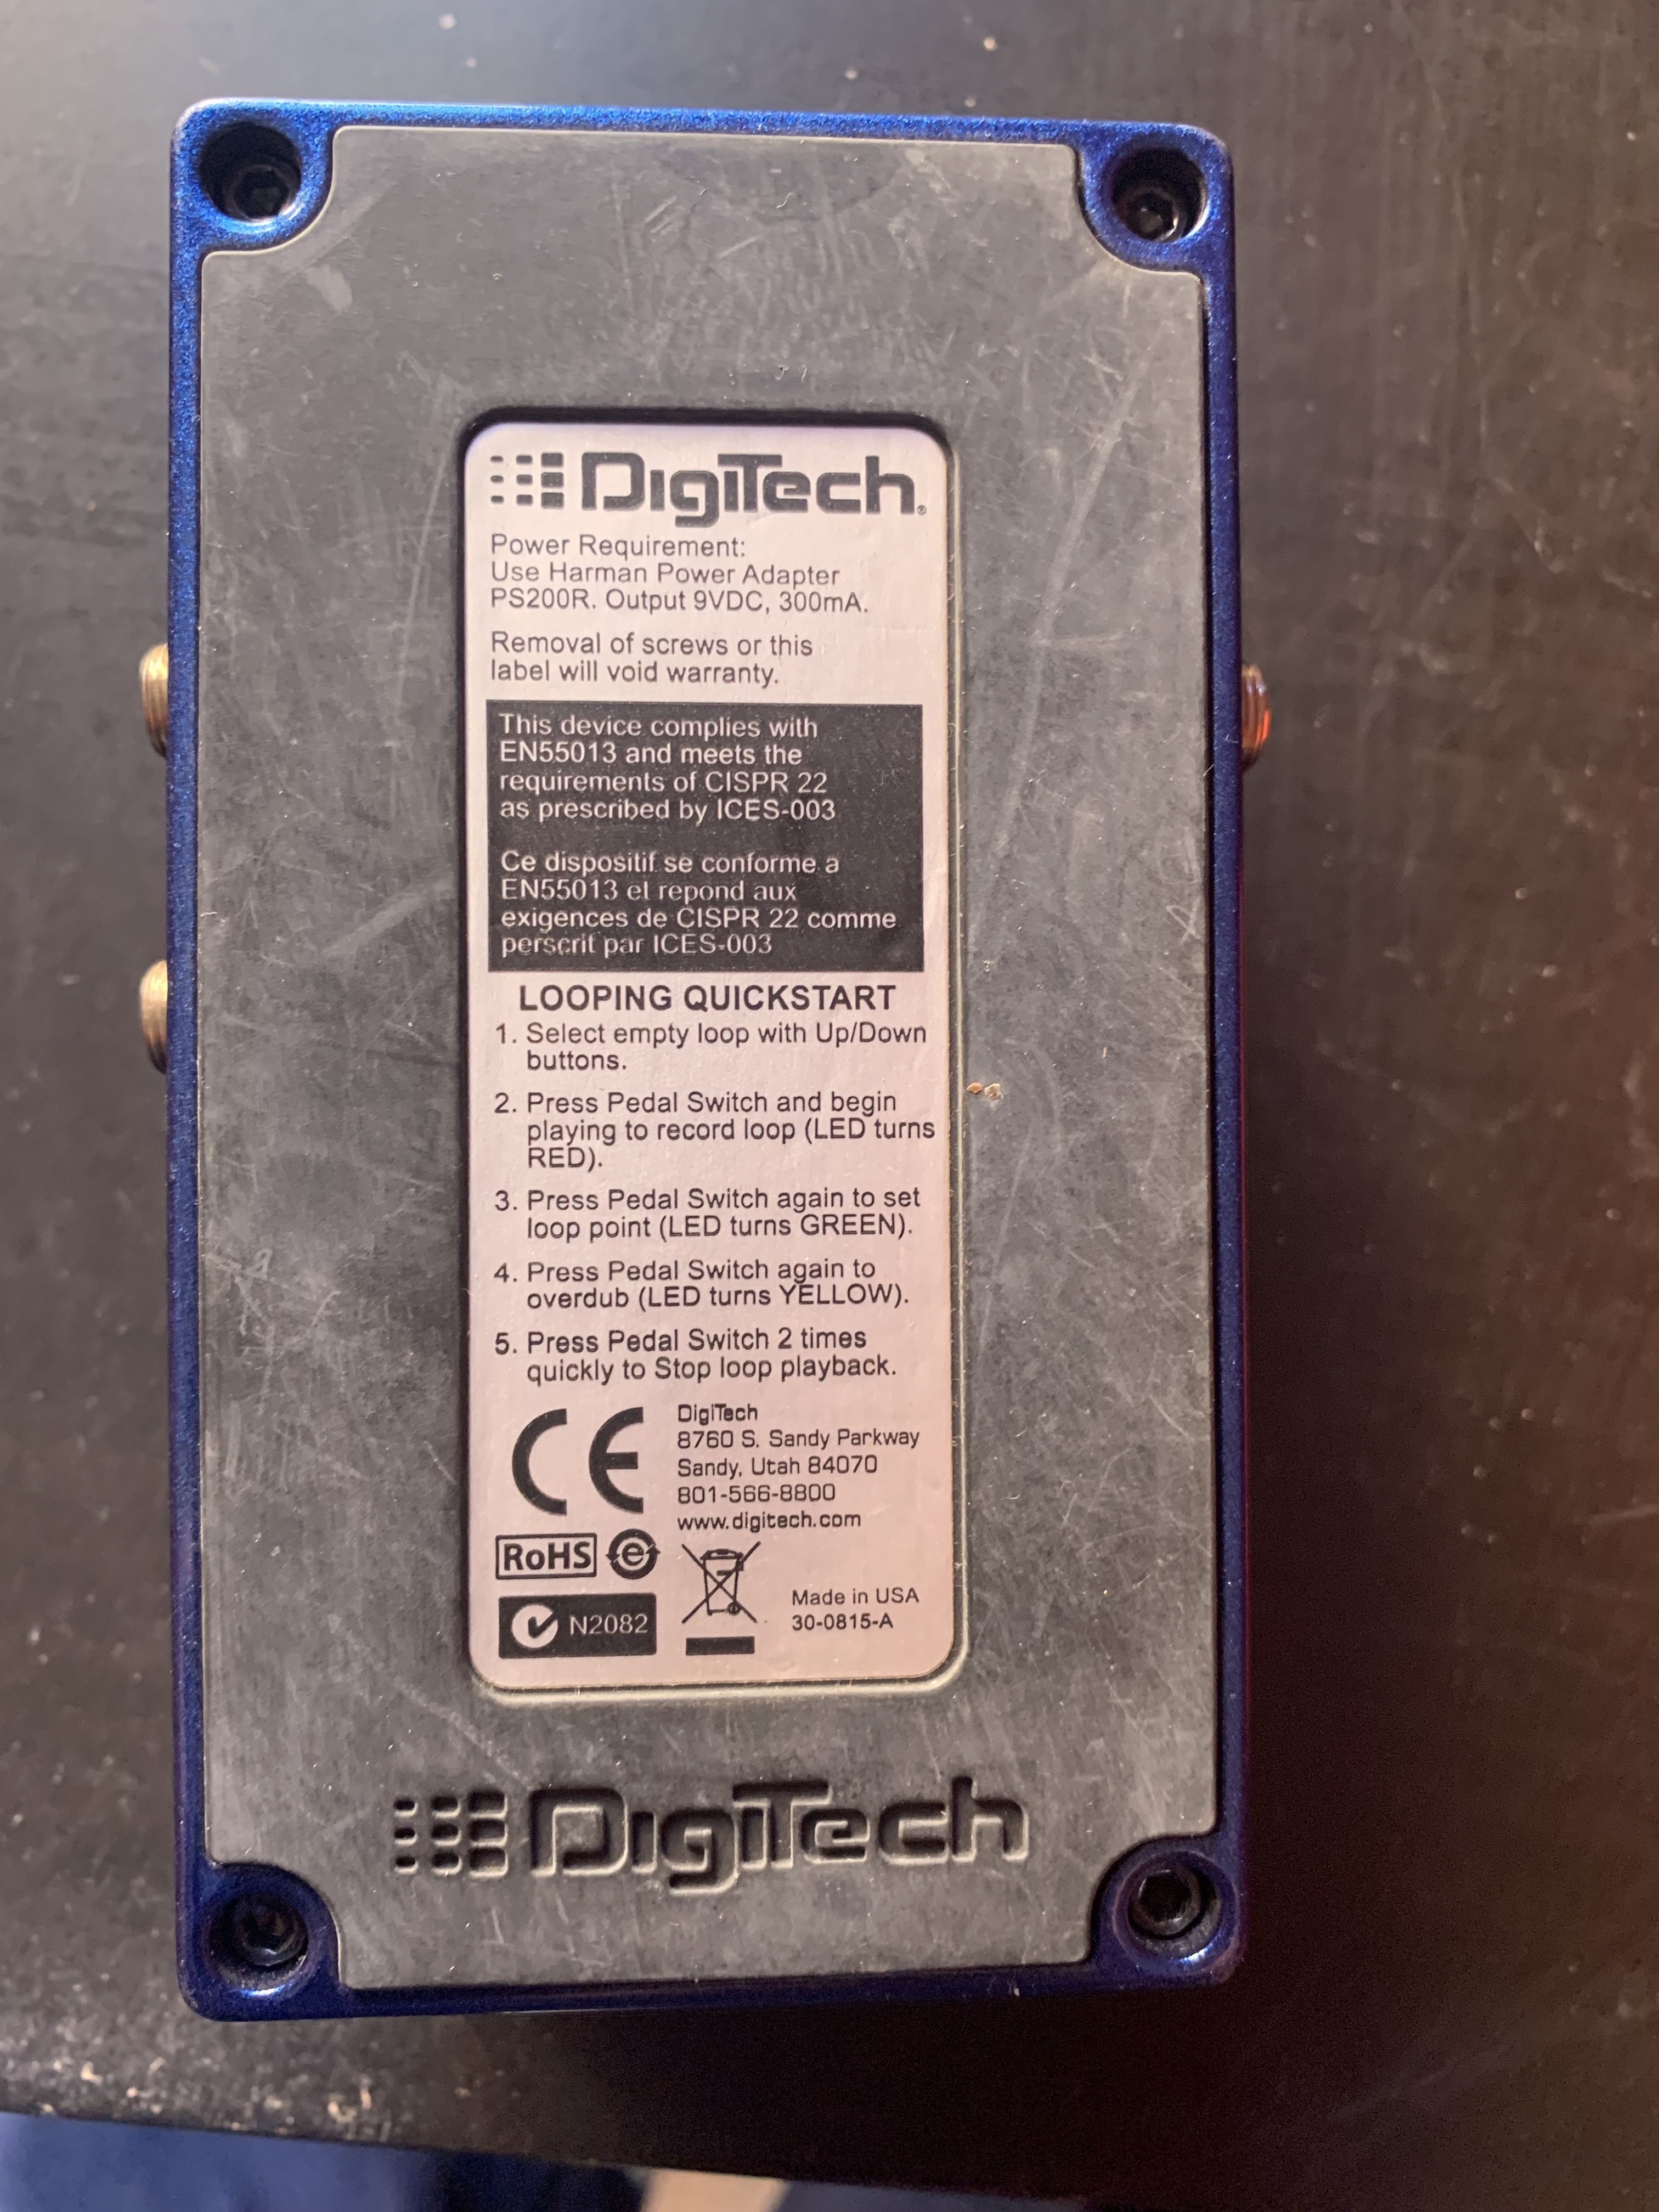 DigiTech®
Power Requirement:
Use Harman Power Adapter
PS200R. Output 9VDC, 300mA.
Removal of screws or this
label will void warranty.
This device complies with
EN55013 and meets the
requirements of CISPR 22
as prescribed by ICES-003
Ce dispositif se conforme a
EN55013 et repond aux
exigences de CISPR 22 comme
perscrit par ICES-003
LOOPING QUICKSTART
1. Select empty loop with Up/Down
buttons.
2. Press Pedal Switch and begin
playing to record loop (LED turns
RED).
3. Press Pedal Switch again to set
loop point (LED turns GREEN).
4. Press Pedal Switch again to
overdub (LED turns YELLOW).
5. Press Pedal Switch 2 times
quickly to Stop loop playback.
CE
DigiTech
8760 S. Sandy Parkway
Sandy, Utah 84070
801-566-8800
www.digitech.com
RoHS e
N2082
Made in USA
30-0815-A
DigiTech